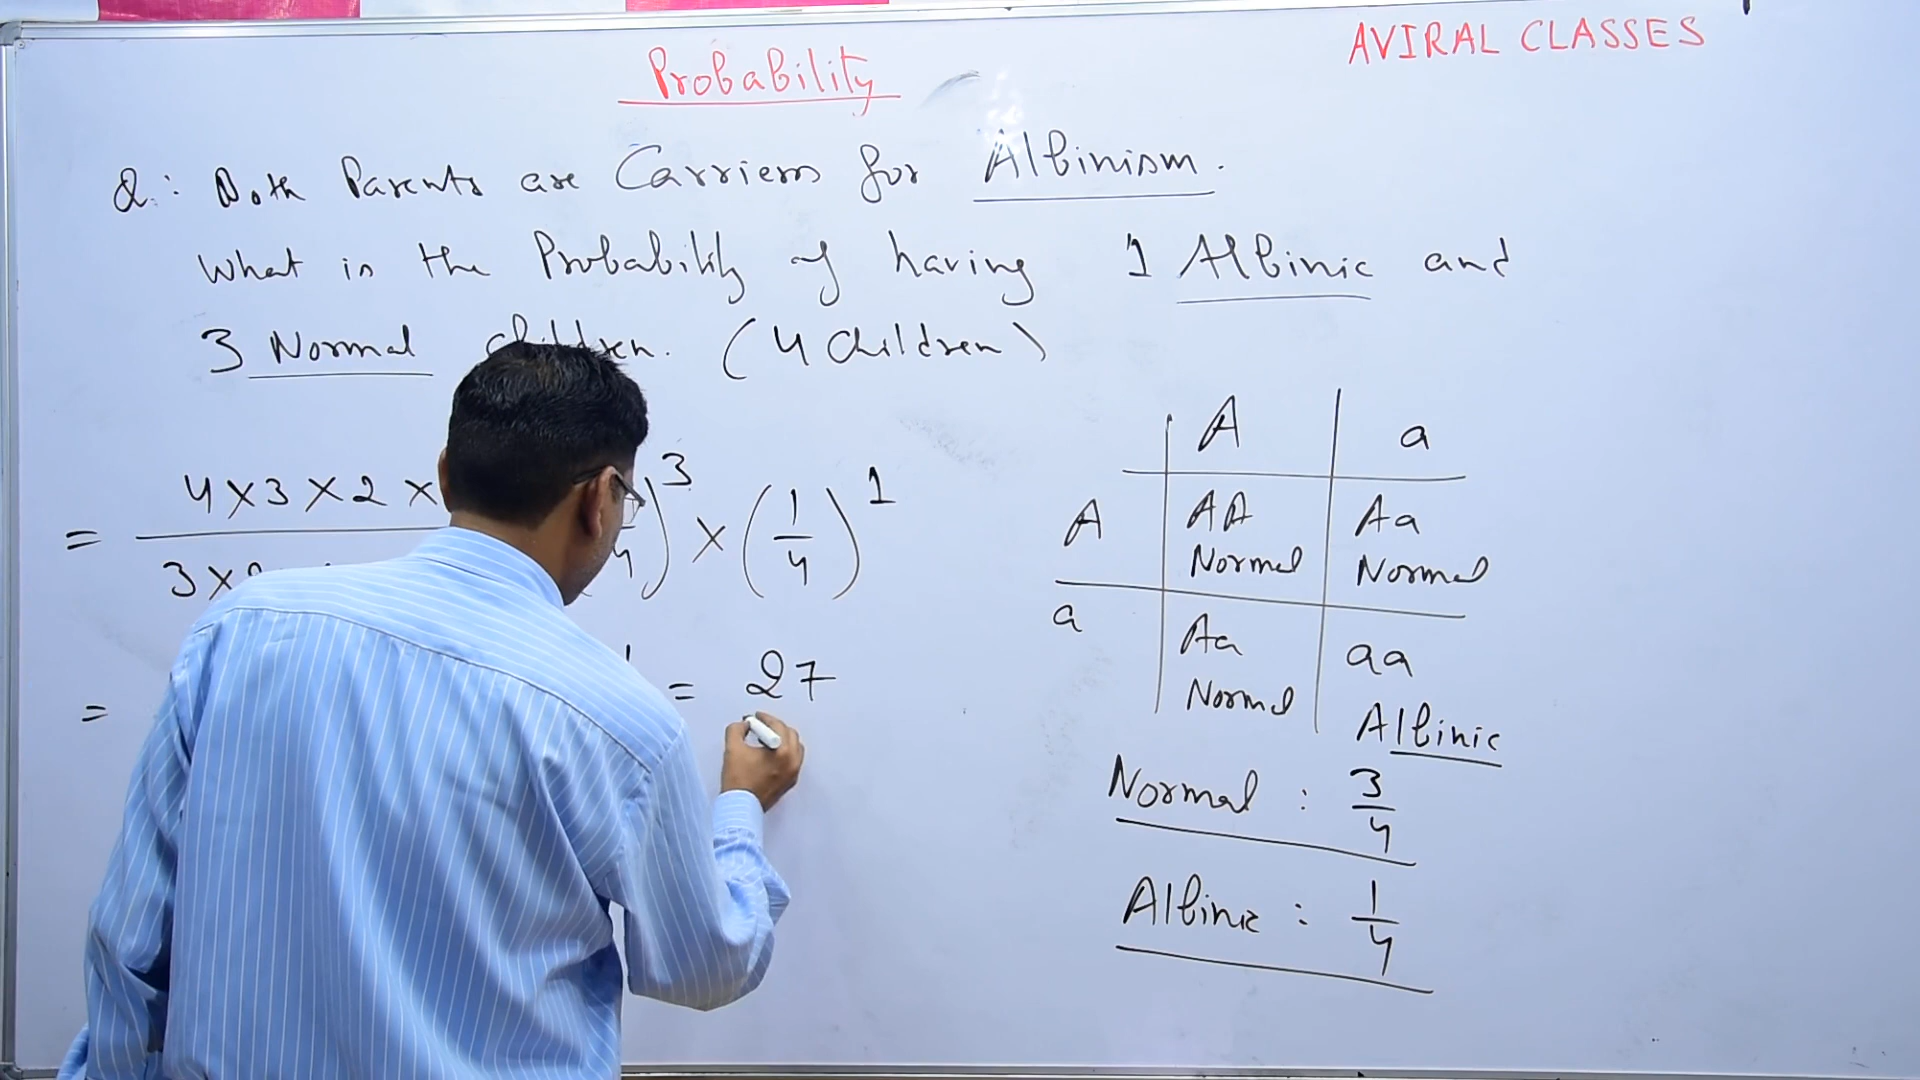 AVIRAL CLASSES
Probability
Q.: Both Parents are Carriers for Albinism.
What is the Probability of having 1 Albinic and
3 Normal children. (4 Children)
= 4 × 3 × 2 ×
3 ×
4)³ × (1/4)¹
=
= 27
A a
A AA Aa
Normal Normal
a Aa aa
Normal Albinic
Normal : 3/4
Albinic : 1/4